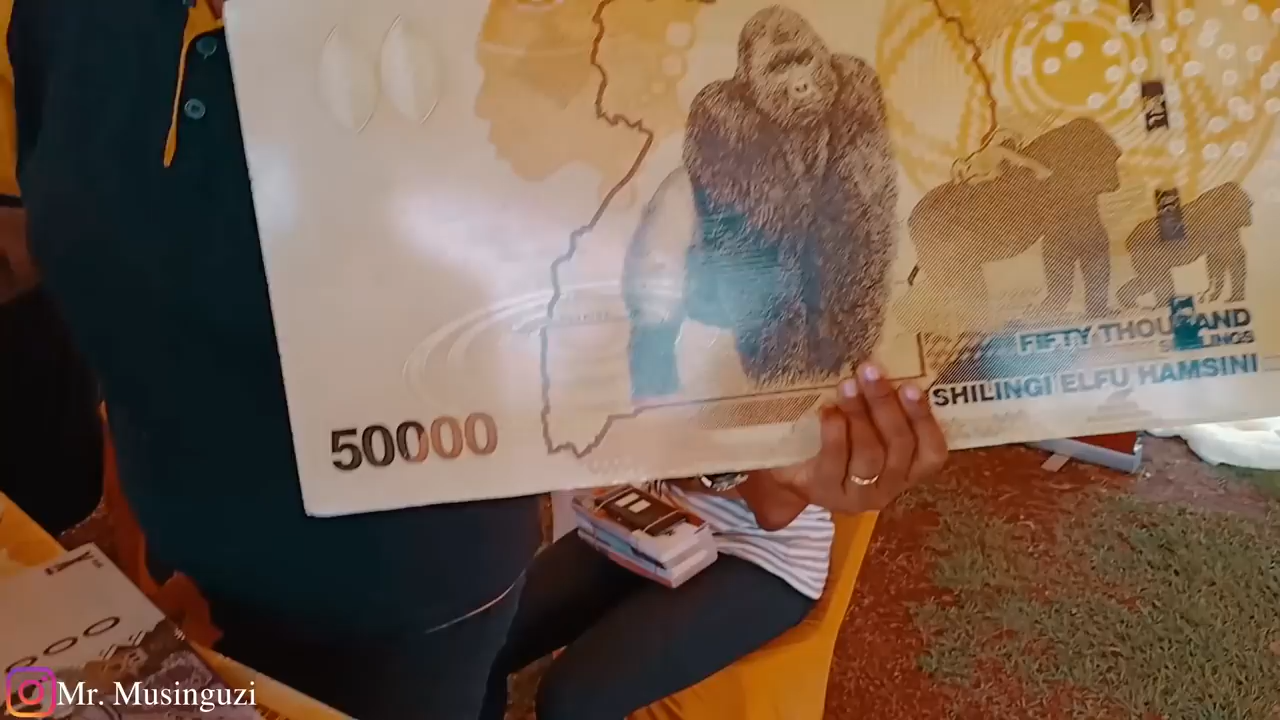 FIFTY THOUSAND
SHILLINGS
SHILINGI ELFU HAMSINI
50000
Mr. Musinguzi